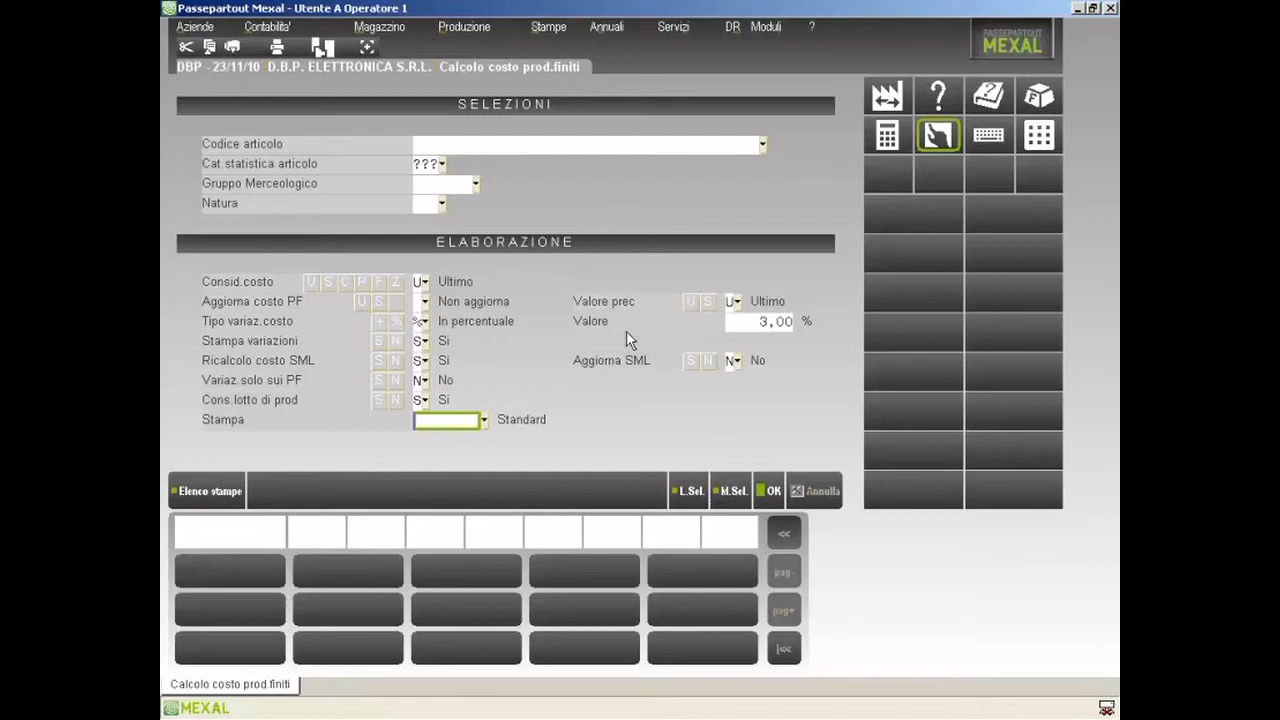 Passepartout Mexal - Utente A Operatore 1
Aziende Contabilita' Magazzino Produzione Stampe Annuali Servizi DR Moduli ?
PASSEPARTOUT
MEXAL
DBP - 23/11/10 D.B.P. ELETTRONICA S.R.L. Calcolo costo prod.finiti
SELEZIONI
Codice articolo
Cat.statistica articolo ???
Gruppo Merceologico
Natura
ELABORAZIONE
Consid.costo U S C P F Z U Ultimo
Aggiorna costo PF U S Non aggiorna Valore prec U S U Ultimo
Tipo variaz.costo + % % In percentuale Valore 3,00 %
Stampa variazioni S N S Si
Ricalcolo costo SML S N S Si Aggiorna SML S N N No
Variaz.solo sui PF S N N No
Cons.lotto di prod S N S Si
Stampa Standard
Elenco stampe L.Sel. M.Sel. OK Annulla
<<
pag-
pag+
|<<
Calcolo costo prod.finiti
MEXAL